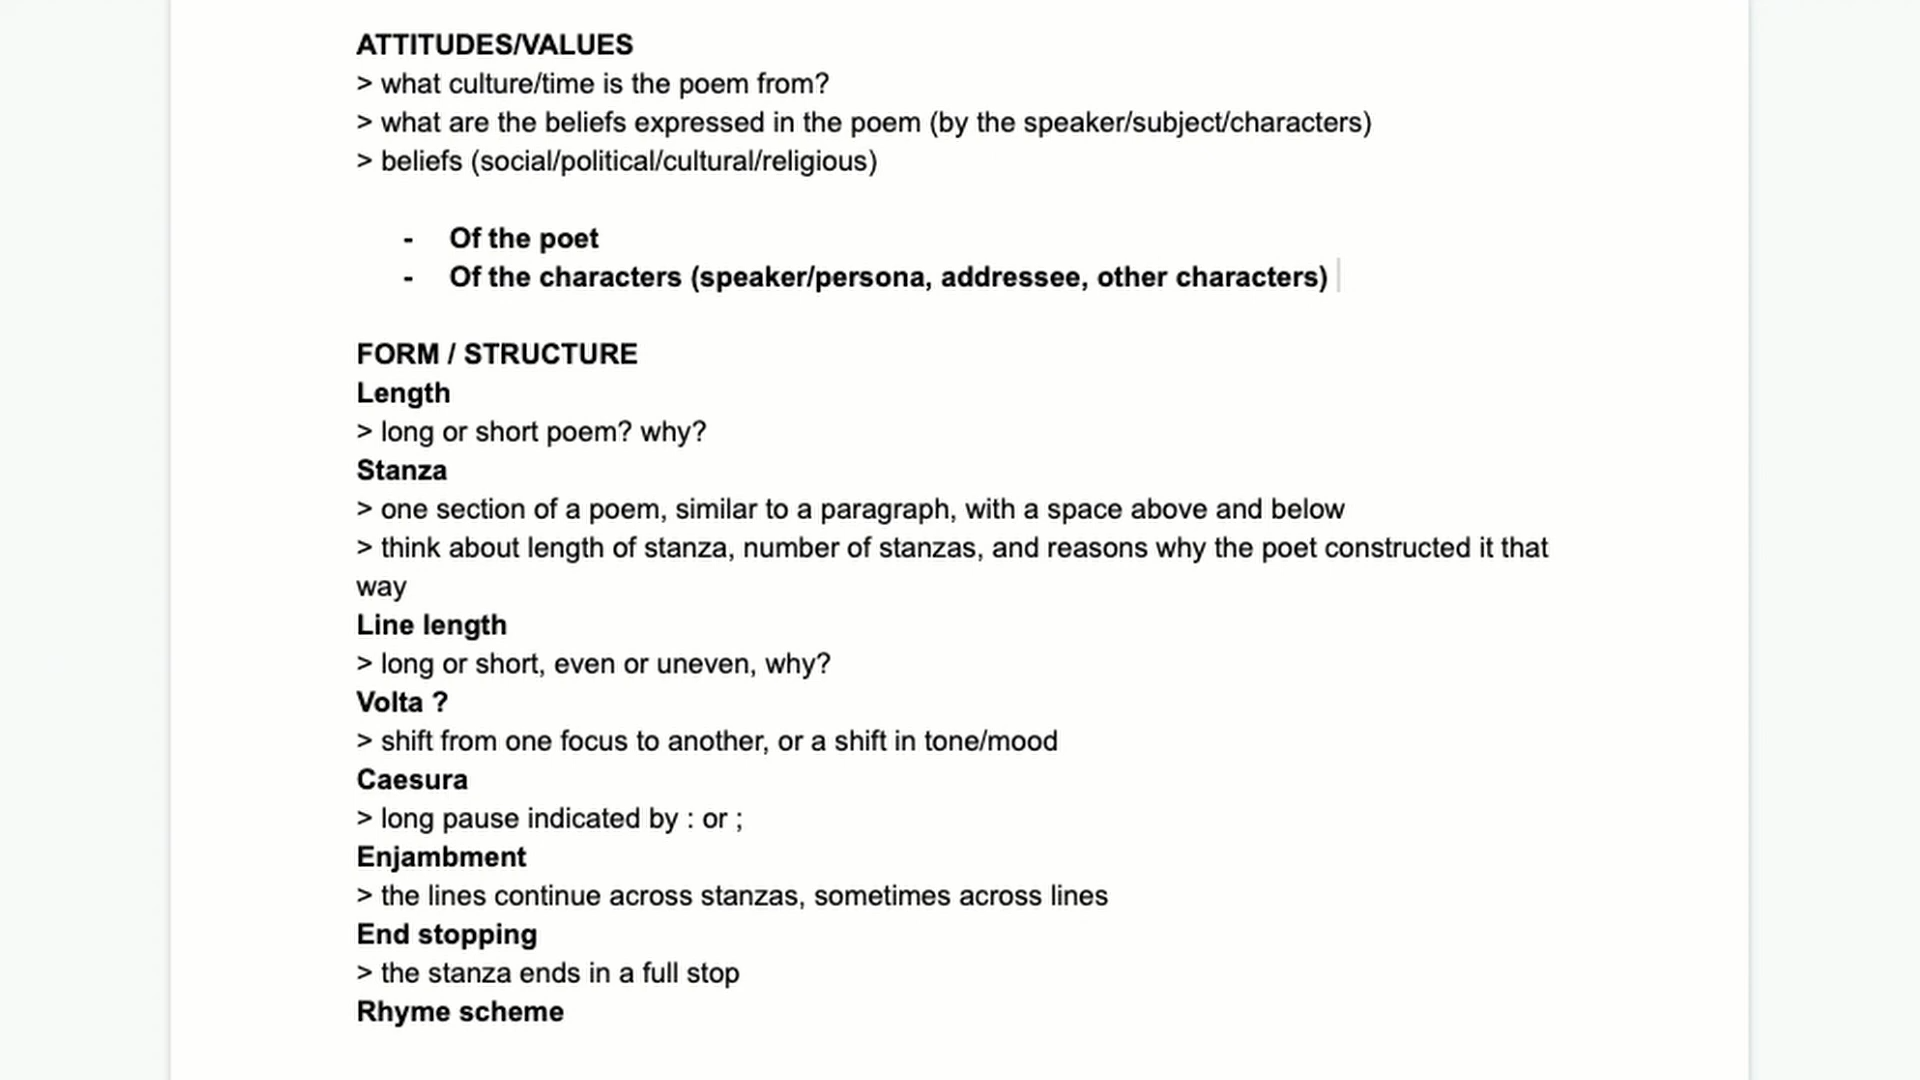 ATTITUDES/VALUES
> what culture/time is the poem from?
> what are the beliefs expressed in the poem (by the speaker/subject/characters)
> beliefs (social/political/cultural/religious)
- Of the poet
- Of the characters (speaker/persona, addressee, other characters)
FORM / STRUCTURE
Length
> long or short poem? why?
Stanza
> one section of a poem, similar to a paragraph, with a space above and below
> think about length of stanza, number of stanzas, and reasons why the poet constructed it that
way
Line length
> long or short, even or uneven, why?
Volta ?
> shift from one focus to another, or a shift in tone/mood
Caesura
> long pause indicated by : or ;
Enjambment
> the lines continue across stanzas, sometimes across lines
End stopping
> the stanza ends in a full stop
Rhyme scheme